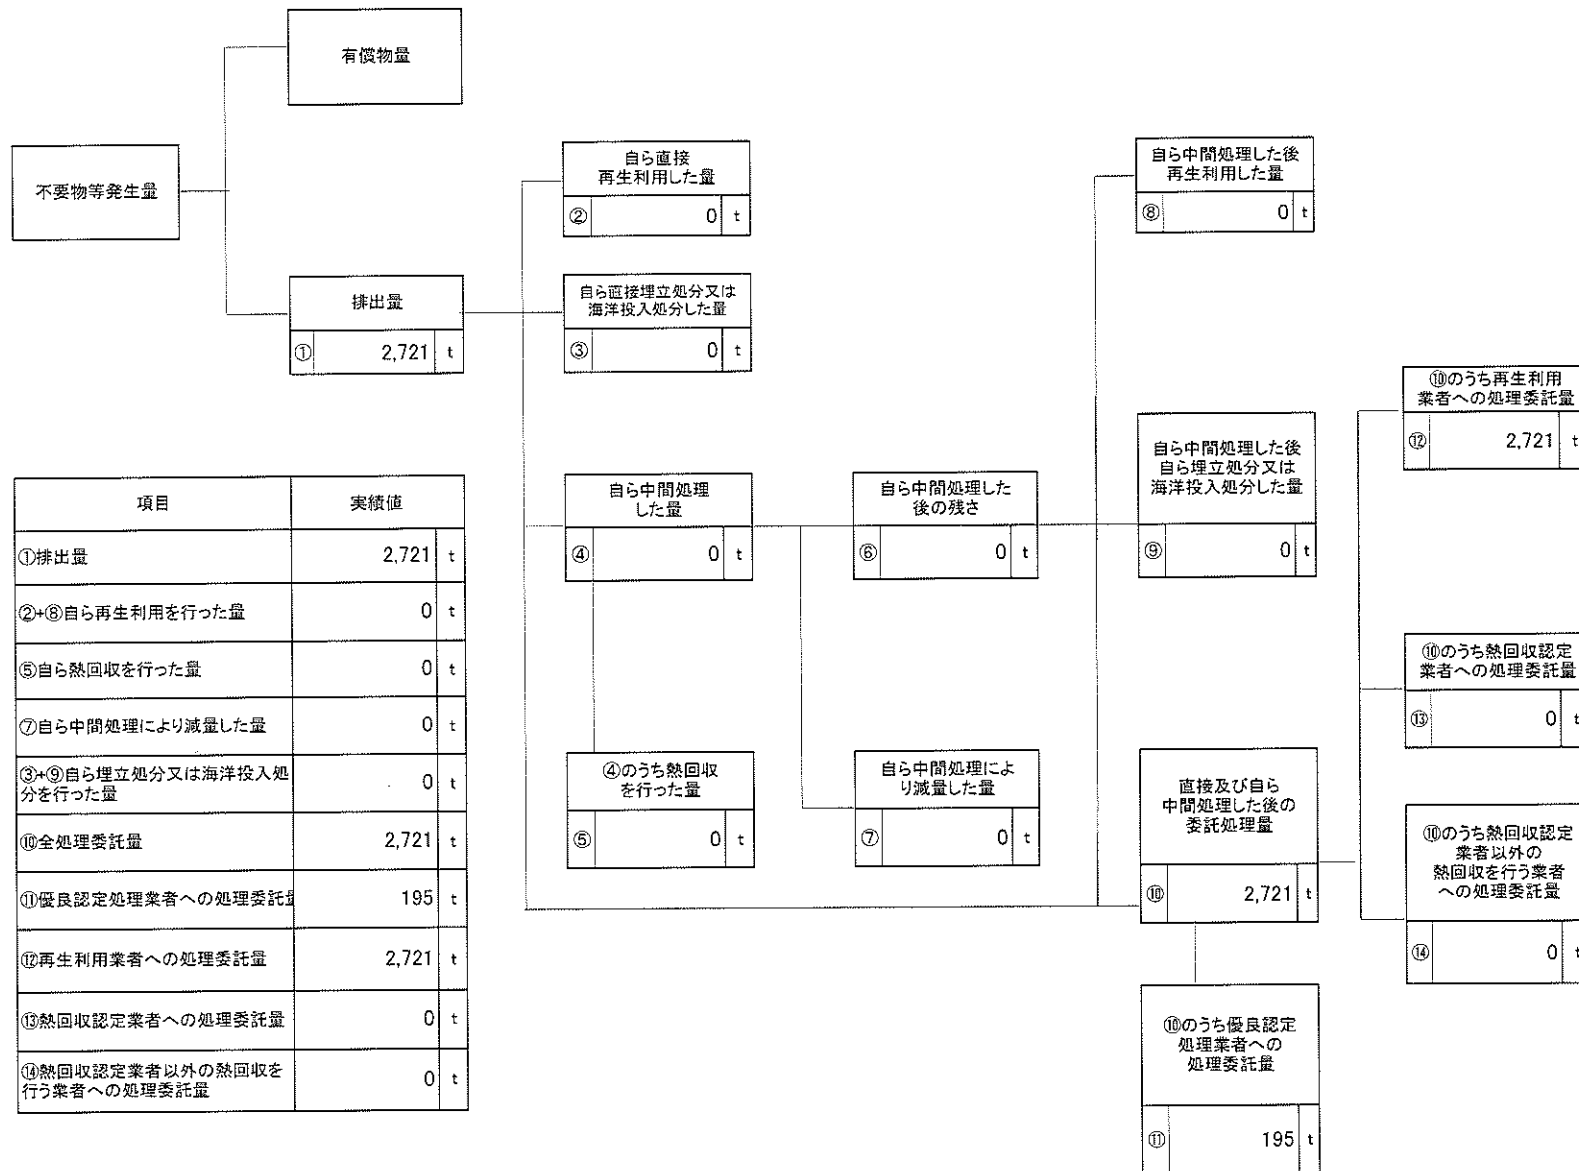 有償物量
不要物等発生量
排出量
① 2,721 t
自ら直接
再生利用した量
② 0 t
自ら直接埋立処分又は
海洋投入処分した量
③ 0 t
自ら中間処理
した量
④ 0 t
④のうち熱回収
を行った量
⑤ 0 t
自ら中間処理した
後の残さ
⑥ 0 t
自ら中間処理によ
り減量した量
⑦ 0 t
自ら中間処理した後
再生利用した量
⑧ 0 t
自ら中間処理した後
自ら埋立処分又は
海洋投入処分した量
⑨ 0 t
直接及び自ら
中間処理した後の
委託処理量
⑩ 2,721 t
⑩のうち優良認定
処理業者への
処理委託量
⑪ 195 t
⑩のうち再生利用
業者への処理委託量
⑫ 2,721 t
⑩のうち熱回収認定
業者への処理委託量
⑬ 0 t
⑩のうち熱回収認定
業者以外の
熱回収を行う業者
への処理委託量
⑭ 0 t
項目 実績値
①排出量 2,721 t
②+⑧自ら再生利用を行った量 0 t
⑤自ら熱回収を行った量 0 t
⑦自ら中間処理により減量した量 0 t
③+⑨自ら埋立処分又は海洋投入処
分を行った量 0 t
⑩全処理委託量 2,721 t
⑪優良認定処理業者への処理委託量 195 t
⑫再生利用業者への処理委託量 2,721 t
⑬熱回収認定業者への処理委託量 0 t
⑭熱回収認定業者以外の熱回収を
行う業者への処理委託量 0 t